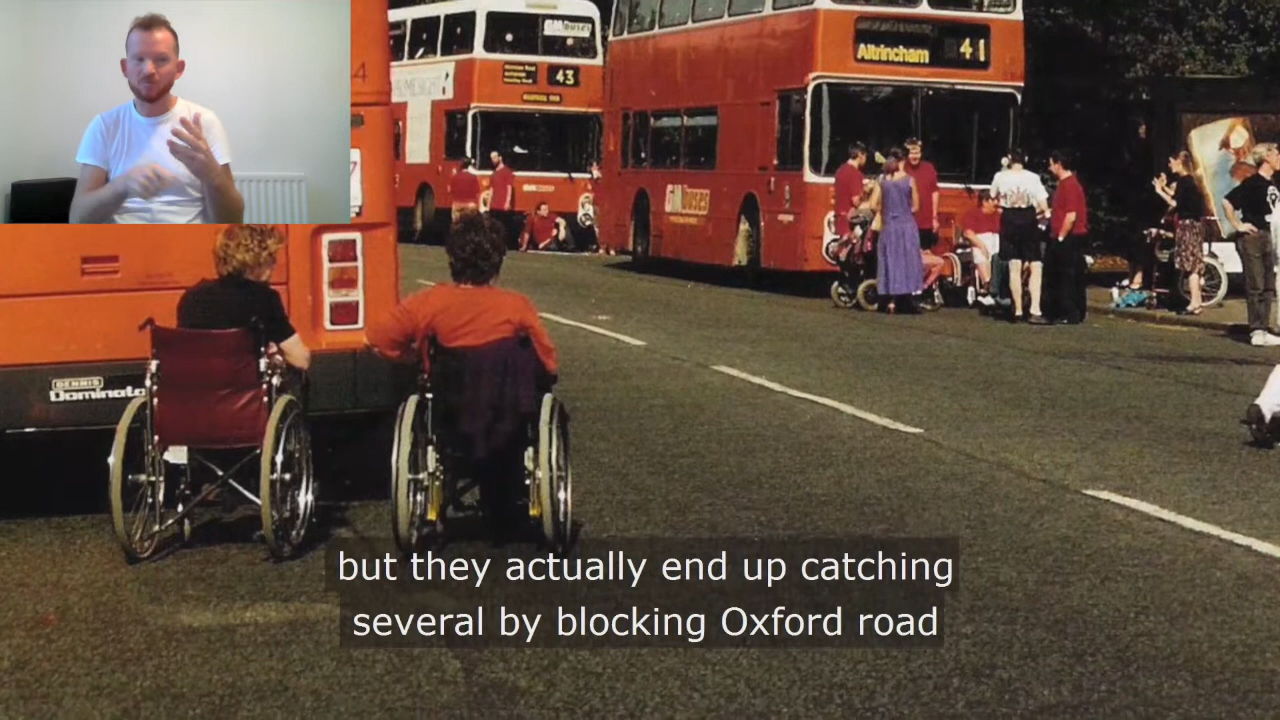 GM buses
43
Altrincham 41
GM buses
DENNIS
Dominator
but they actually end up catching
several by blocking Oxford road